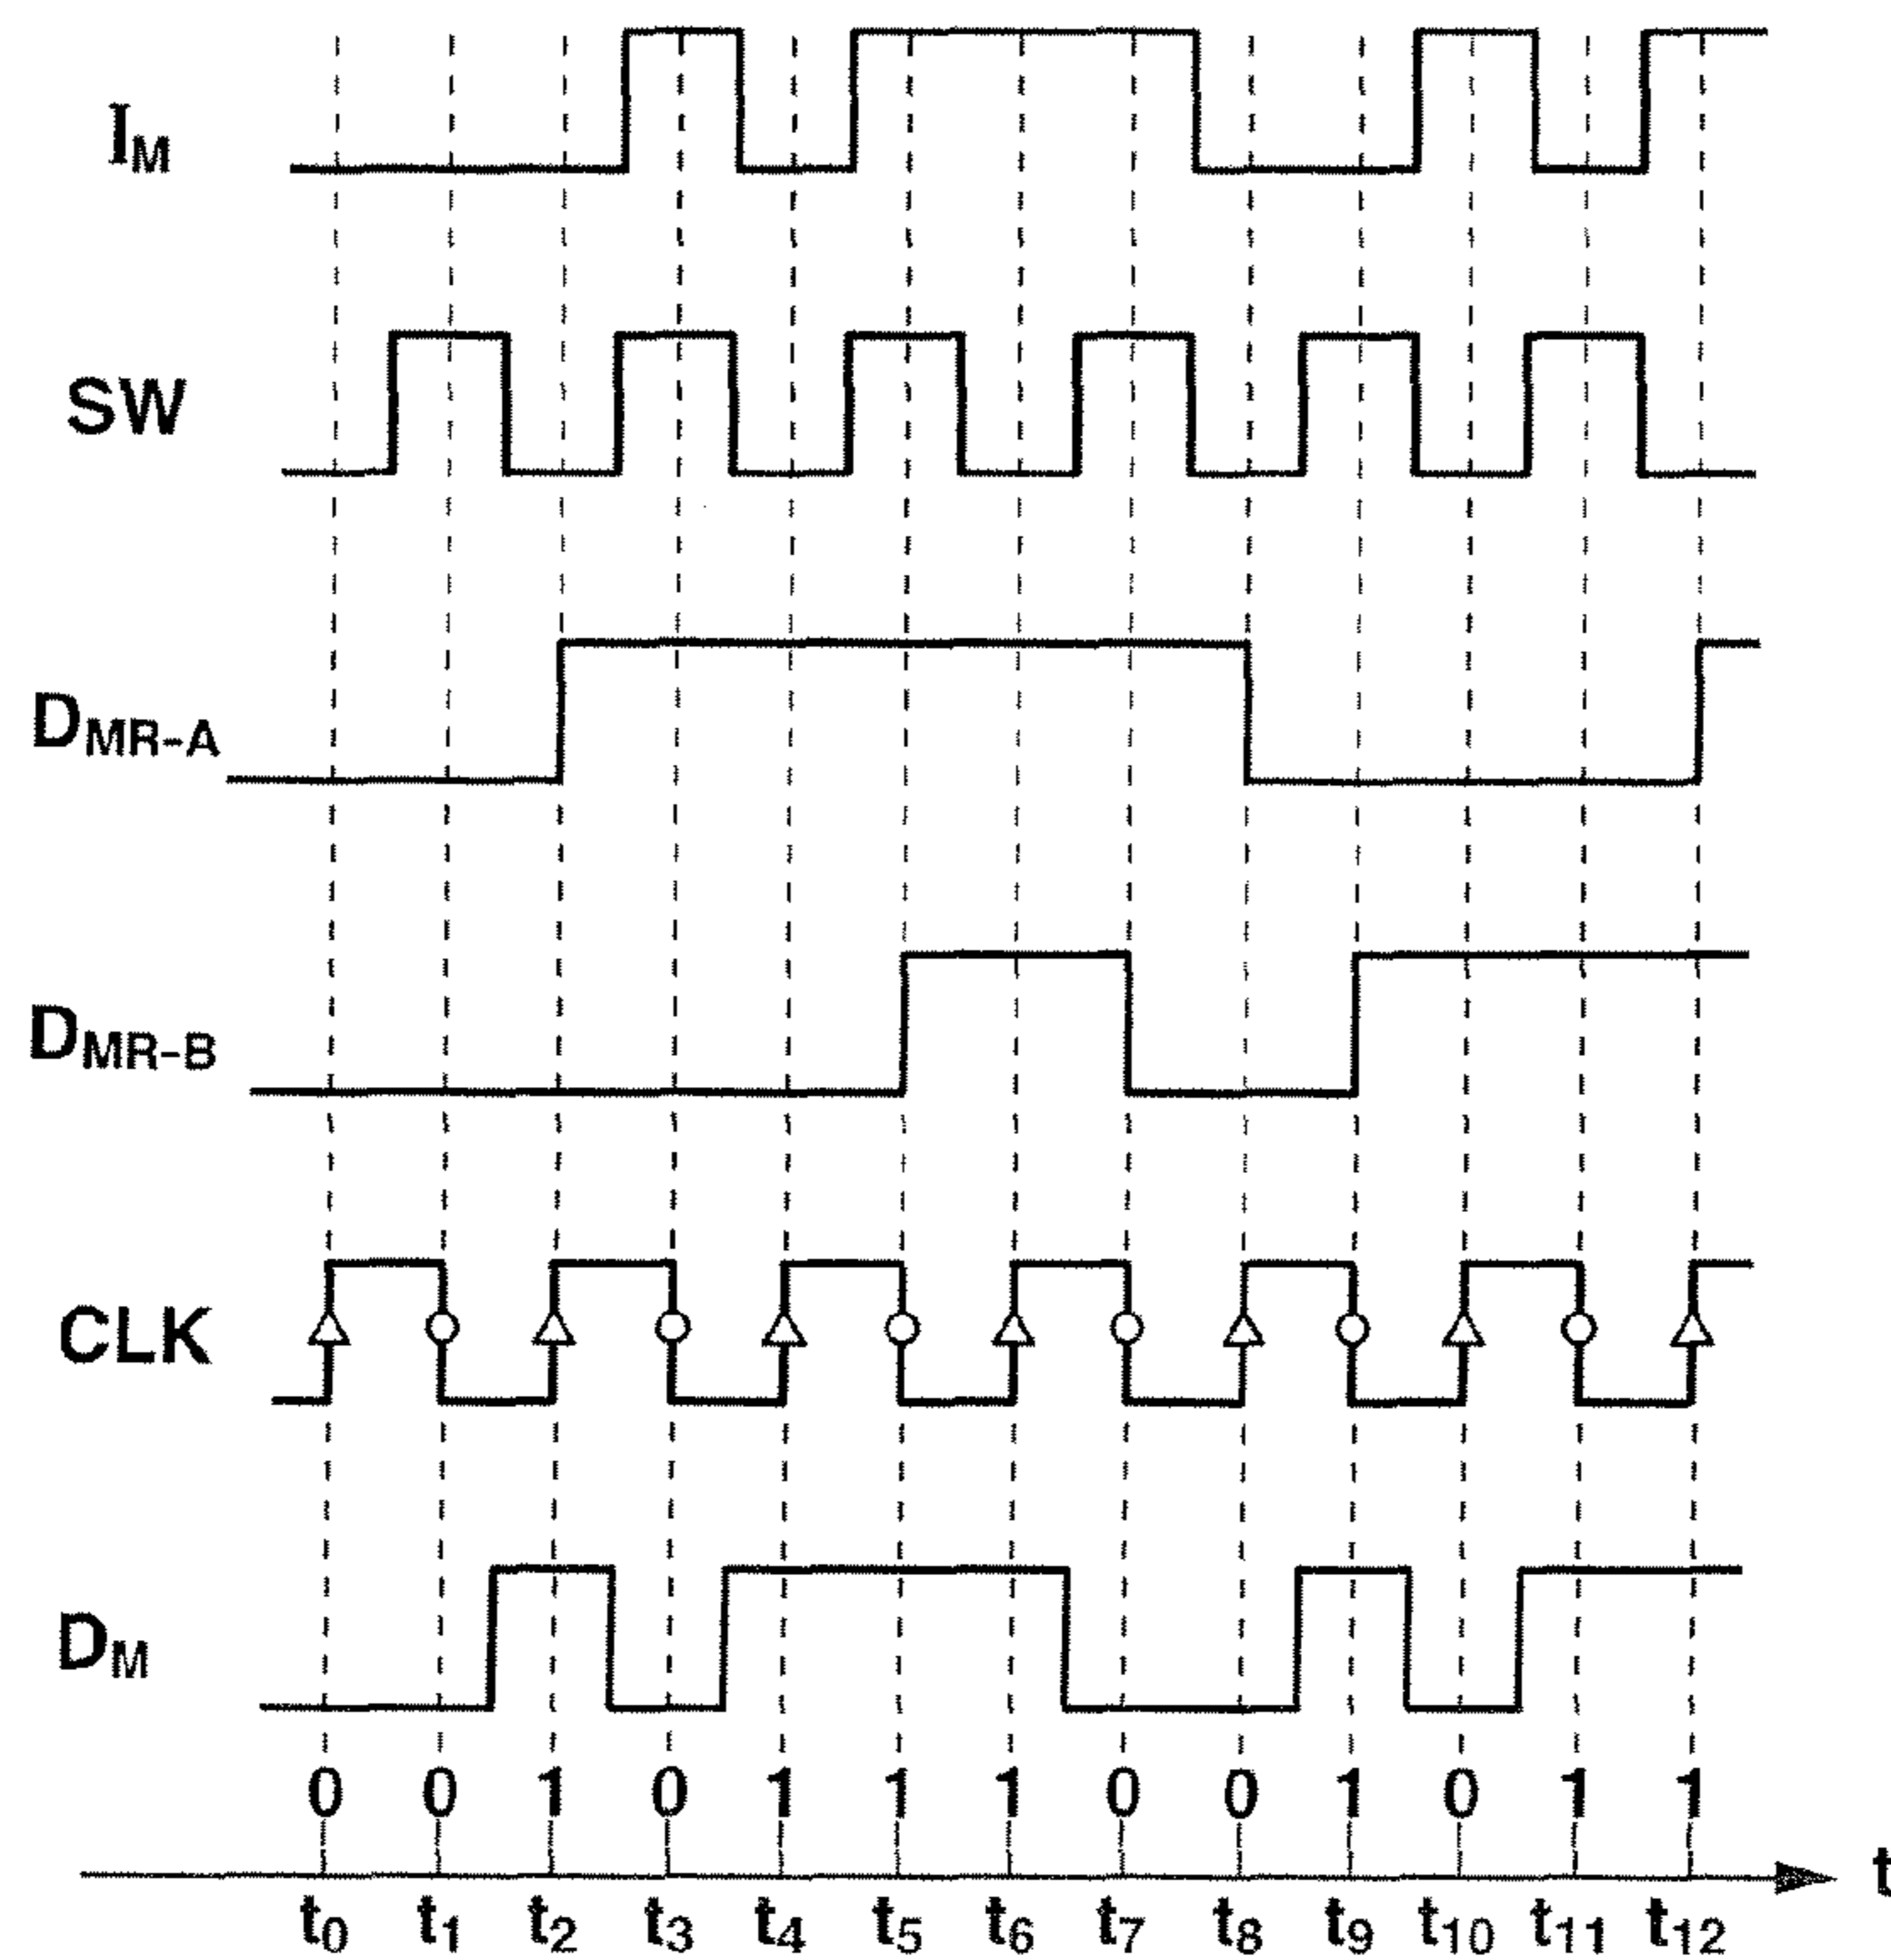 I_M
SW
D_MR-A
D_MR-B
CLK
D_M
0 0 1 0 1 1 1 0 0 1 0 1 1
t
t0 t1 t2 t3 t4 t5 t6 t7 t8 t9 t10 t11 t12